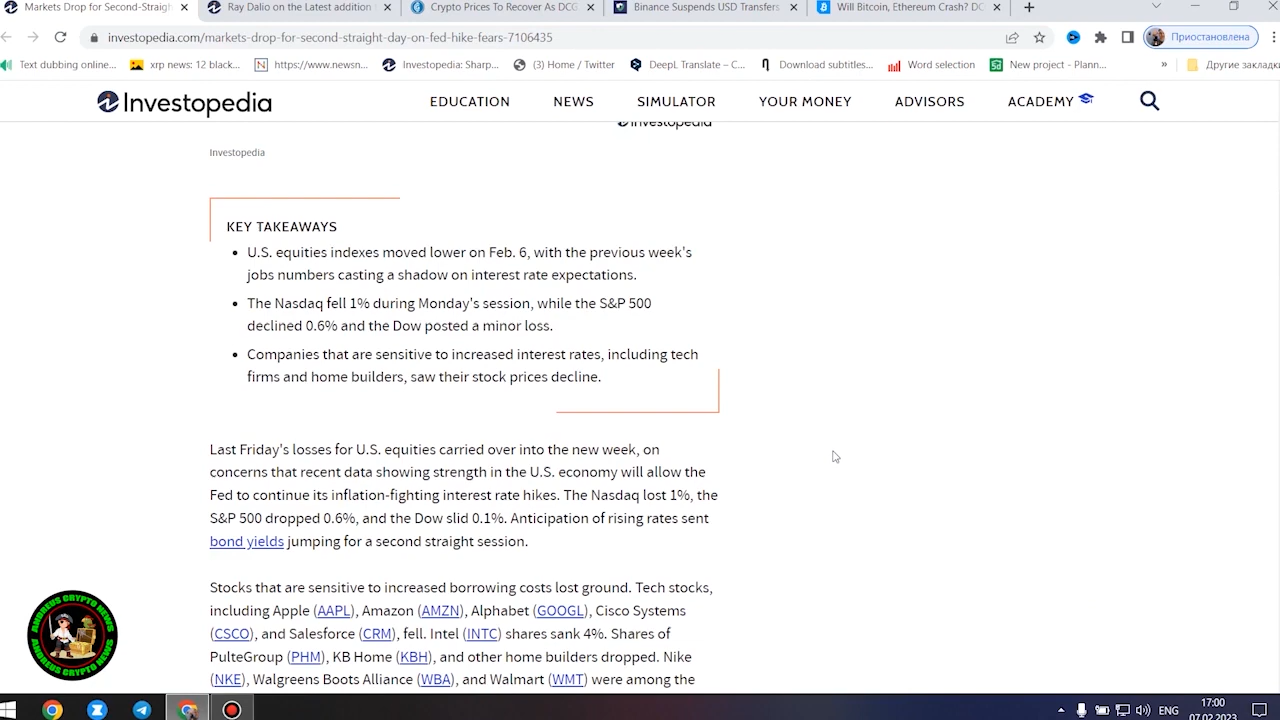 Markets Drop for Second-Straigh
Ray Dalio on the Latest addition
Crypto Prices To Recover As DCG
Binance Suspends USD Transfers
Will Bitcoin, Ethereum Crash? DC
investopedia.com/markets-drop-for-second-straight-day-on-fed-hike-fears-7106435
Приостановлена
Text dubbing online...
xrp news: 12 black...
https://www.newsn...
Investopedia: Sharp...
(3) Home / Twitter
DeepL Translate – C...
Download subtitles...
Word selection
New project - Plann...
»
Другие закладки
Investopedia
EDUCATION
NEWS
SIMULATOR
YOUR MONEY
ADVISORS
ACADEMY
Investopedia
Investopedia
KEY TAKEAWAYS
• U.S. equities indexes moved lower on Feb. 6, with the previous week's
jobs numbers casting a shadow on interest rate expectations.
• The Nasdaq fell 1% during Monday's session, while the S&P 500
declined 0.6% and the Dow posted a minor loss.
• Companies that are sensitive to increased interest rates, including tech
firms and home builders, saw their stock prices decline.
Last Friday's losses for U.S. equities carried over into the new week, on
concerns that recent data showing strength in the U.S. economy will allow the
Fed to continue its inflation-fighting interest rate hikes. The Nasdaq lost 1%, the
S&P 500 dropped 0.6%, and the Dow slid 0.1%. Anticipation of rising rates sent
bond yields jumping for a second straight session.
Stocks that are sensitive to increased borrowing costs lost ground. Tech stocks,
including Apple (AAPL), Amazon (AMZN), Alphabet (GOOGL), Cisco Systems
(CSCO), and Salesforce (CRM), fell. Intel (INTC) shares sank 4%. Shares of
PulteGroup (PHM), KB Home (KBH), and other home builders dropped. Nike
(NKE), Walgreens Boots Alliance (WBA), and Walmart (WMT) were among the
ANDREUS CRYPTO NEWS
ANDREUS CRYPTO NEWS
ENG
17:00
07.02.2023